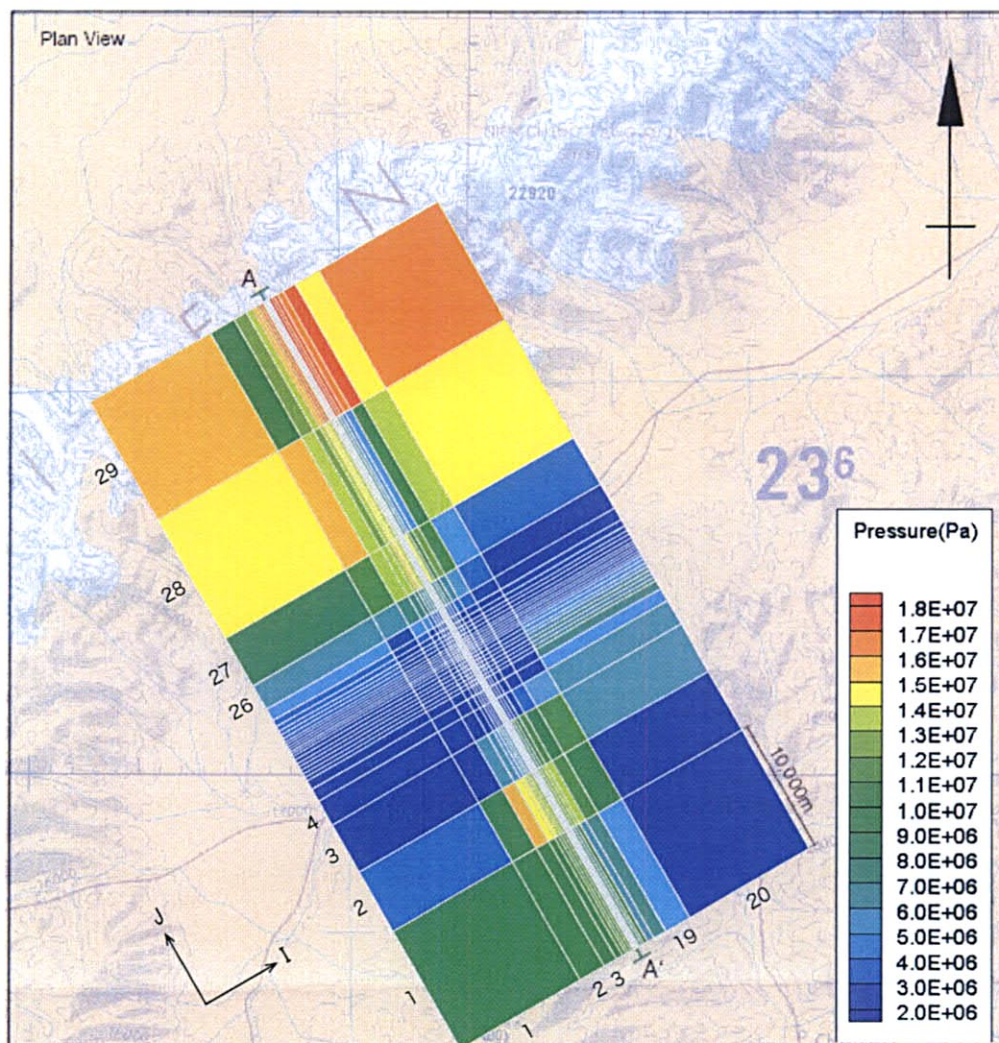 Plan View
22920
A
29
23⁶
28
Pressure(Pa)
1.8E+07
1.7E+07
1.6E+07
1.5E+07
1.4E+07
1.3E+07
1.2E+07
1.1E+07
1.0E+07
9.0E+06
8.0E+06
7.0E+06
6.0E+06
5.0E+06
4.0E+06
3.0E+06
2.0E+06
27
26
10,000m
4
3
2
1
J
I
1
2 3
A'
19
20